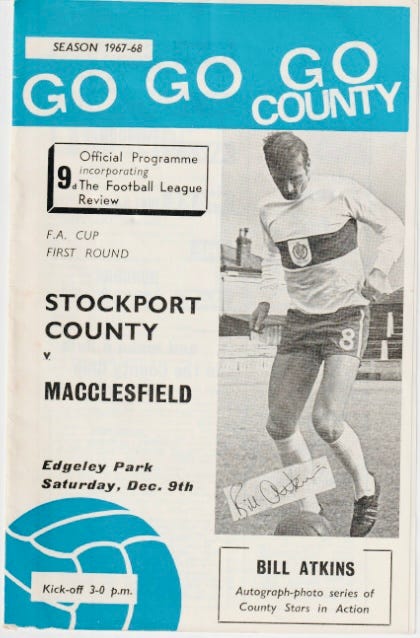 SEASON 1967-68
GO GO GO
COUNTY
9d
Official Programme
incorporating
The Football League
Review
F.A. CUP
FIRST ROUND
STOCKPORT
COUNTY
v.
MACCLESFIELD
Edgeley Park
Saturday, Dec. 9th
8
Bill Atkins
Kick-off 3-0 p.m.
BILL ATKINS
Autograph-photo series of
County Stars in Action